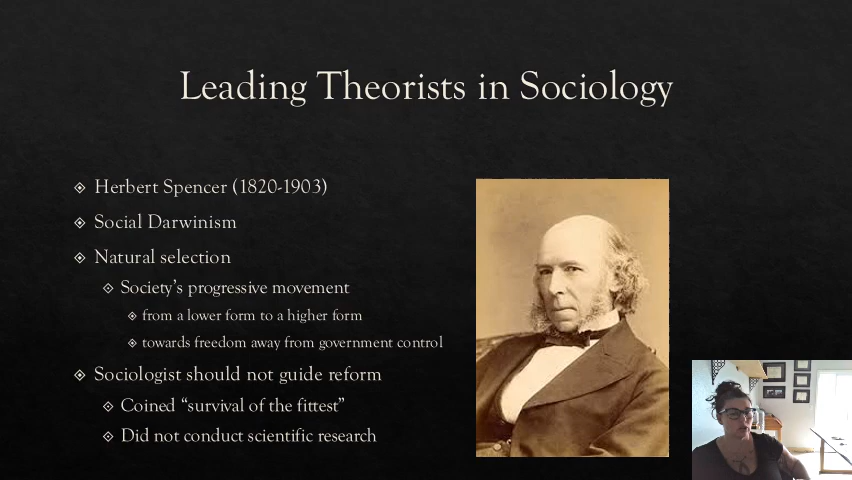 Leading Theorists in Sociology
Herbert Spencer (1820-1903)
Social Darwinism
Natural selection
Society's progressive movement
from a lower form to a higher form
towards freedom away from government control
Sociologist should not guide reform
Coined “survival of the fittest”
Did not conduct scientific research